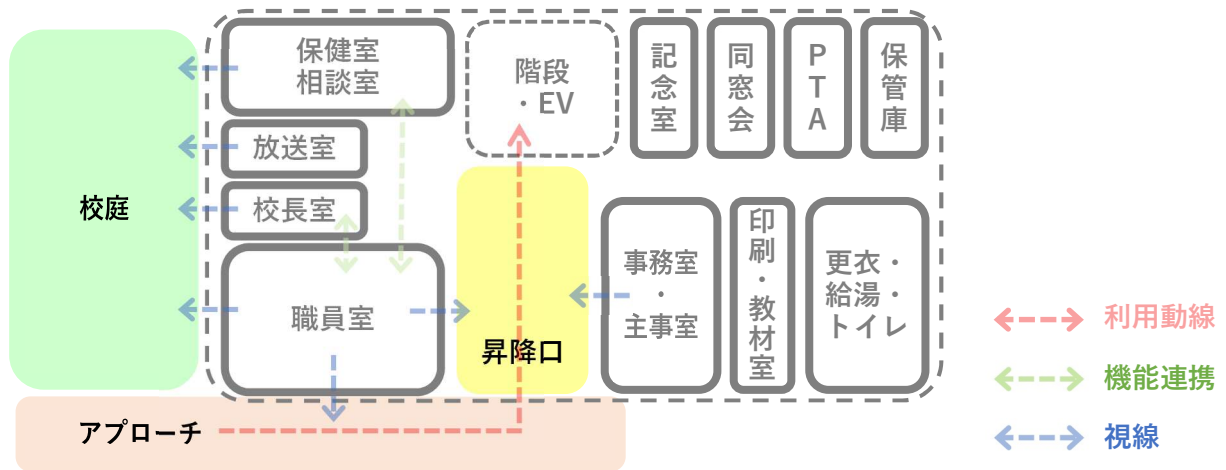 保健室
相談室
放送室
校長室
職員室
校庭
アプローチ
階段
・EV
昇降口
記念室
同窓会
PTA
保管庫
事務室
・
主事室
印刷・教材室
更衣・
給湯・
トイレ
利用動線
機能連携
視線